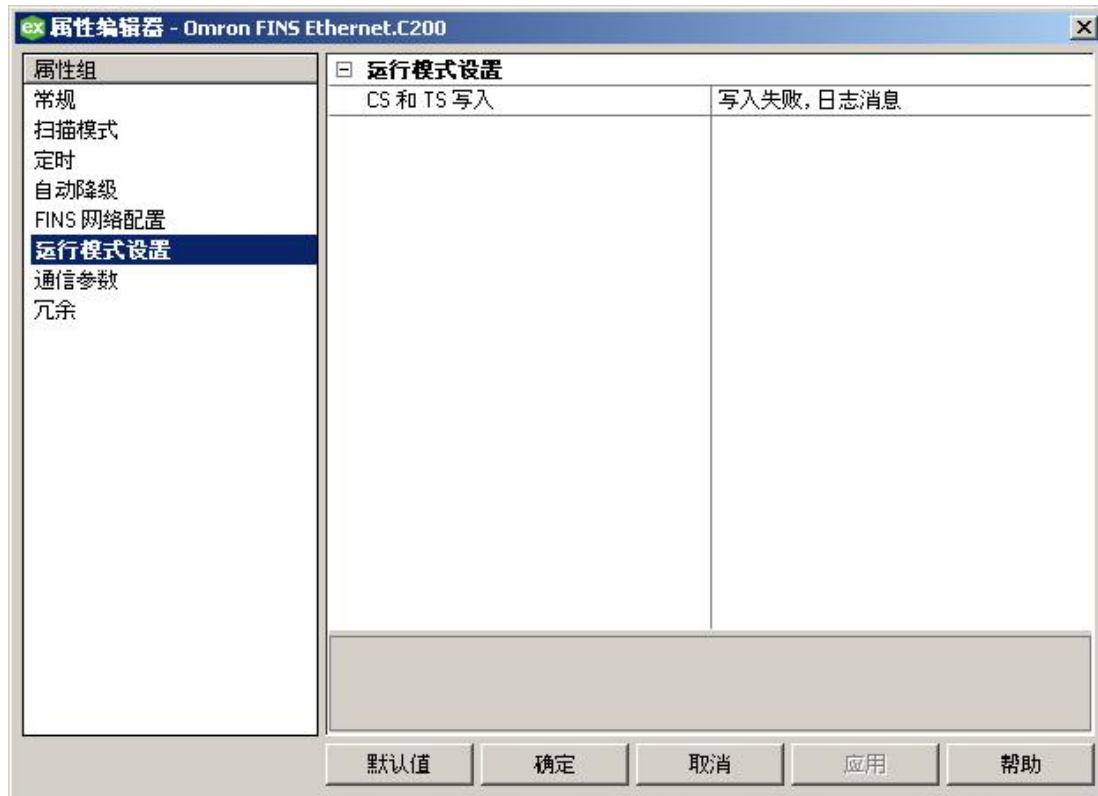 ex 属性编辑器 - Omron FINS Ethernet.C200
属性组
常规
扫描模式
定时
自动降级
FINS 网络配置
运行模式设置
通信参数
冗余
运行模式设置
CS 和 TS 写入 写入失败, 日志消息
默认值 确定 取消 应用 帮助